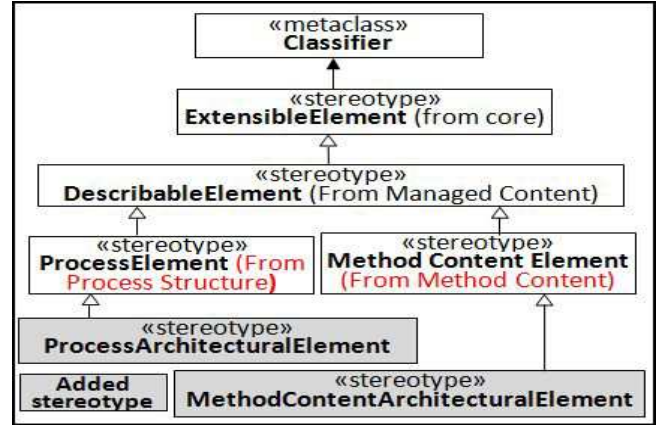 «metaclass»
Classifier
«stereotype»
ExtensibleElement (from core)
«stereotype»
DescribableElement (From Managed Content)
«stereotype»
ProcessElement (From
Process Structure)
«stereotype»
Method Content Element
(From Method Content)
«stereotype»
ProcessArchitecturalElement
Added
stereotype
«stereotype»
MethodContentArchitecturalElement